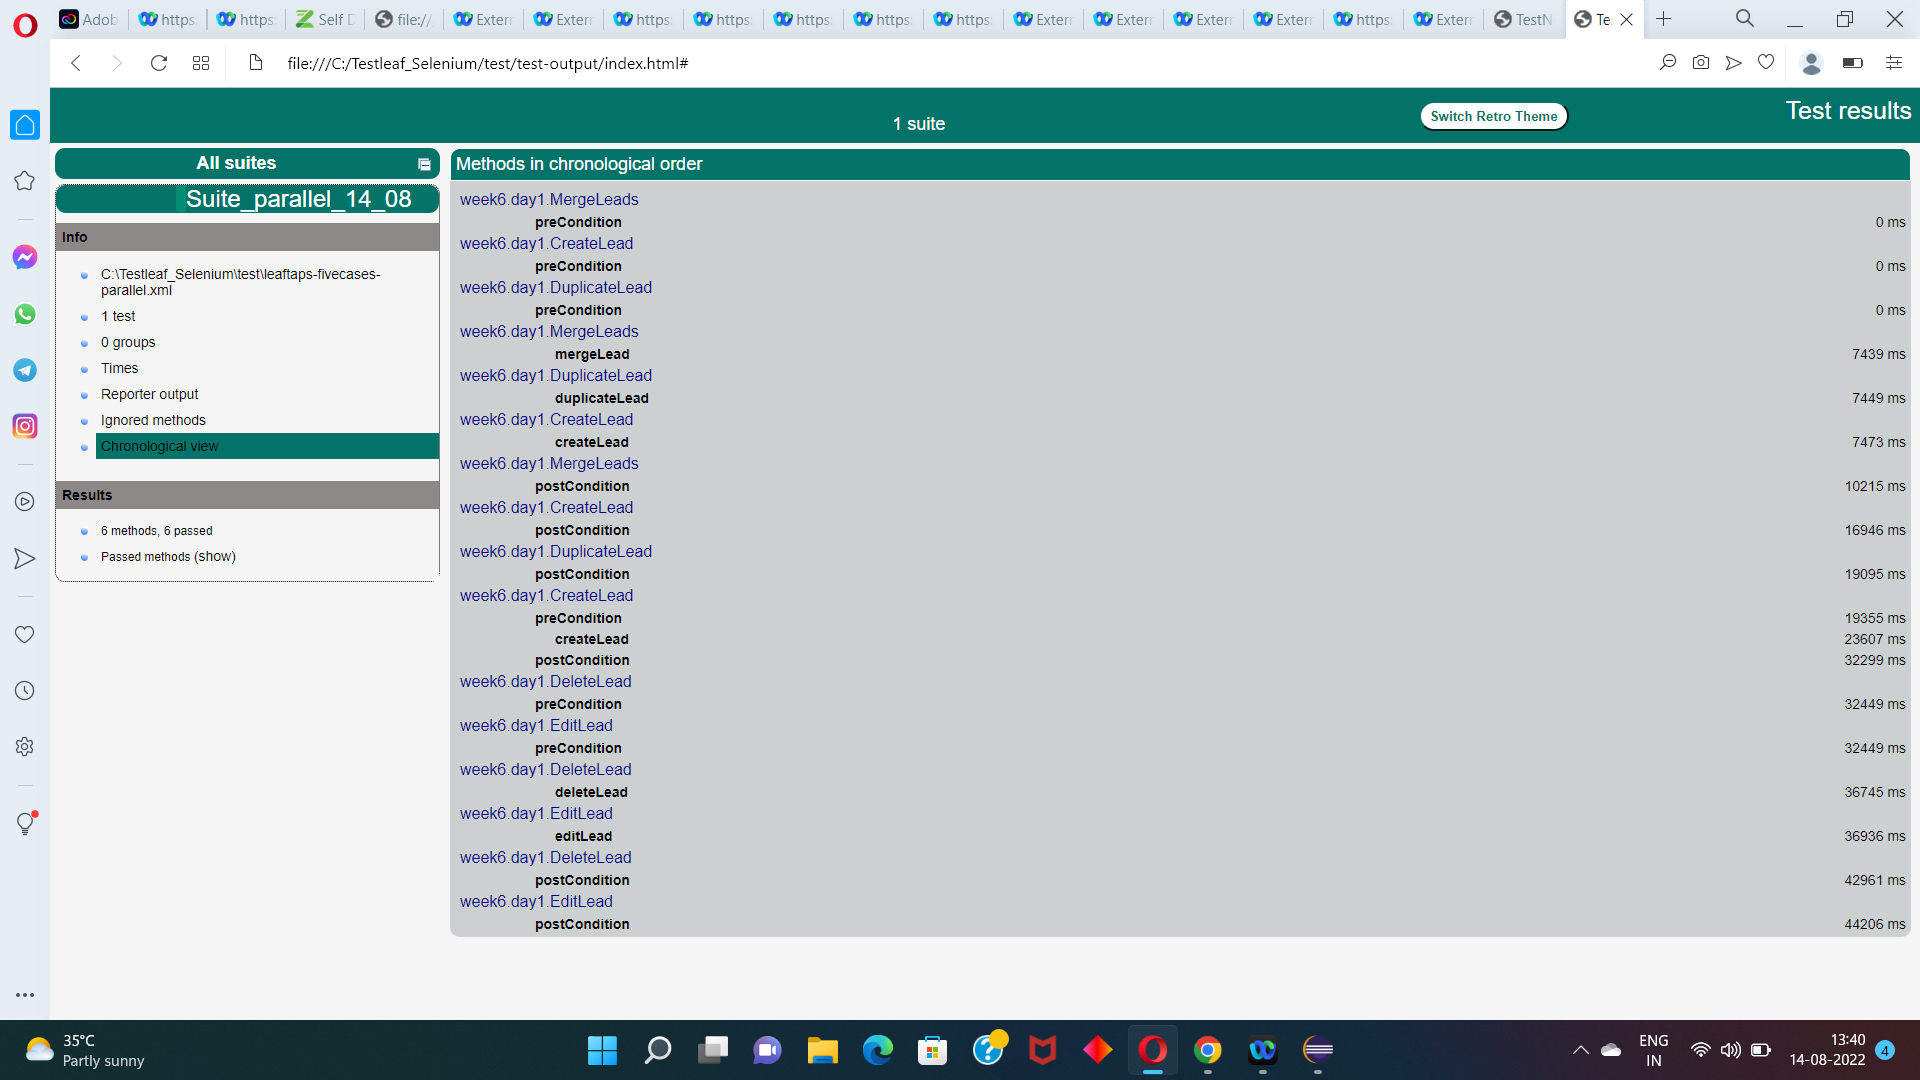 Adob
https:
https:
Self D
file://
Extern
Extern
https:
https:
https:
https:
https:
Extern
Extern
Extern
Extern
https:
Extern
TestN
Te
file:///C:/Testleaf_Selenium/test/test-output/index.html#
1 suite
Switch Retro Theme
Test results
All suites
Suite_parallel_14_08
Info
C:\Testleaf_Selenium\test\leaftaps-fivecases-
parallel.xml
1 test
0 groups
Times
Reporter output
Ignored methods
Chronological view
Results
6 methods, 6 passed
Passed methods (show)
Methods in chronological order
week6.day1.MergeLeads
preCondition 0 ms
week6.day1.CreateLead
preCondition 0 ms
week6.day1.DuplicateLead
preCondition 0 ms
week6.day1.MergeLeads
mergeLead 7439 ms
week6.day1.DuplicateLead
duplicateLead 7449 ms
week6.day1.CreateLead
createLead 7473 ms
week6.day1.MergeLeads
postCondition 10215 ms
week6.day1.CreateLead
postCondition 16946 ms
week6.day1.DuplicateLead
postCondition 19095 ms
week6.day1.CreateLead
preCondition 19355 ms
createLead 23607 ms
postCondition 32299 ms
week6.day1.DeleteLead
preCondition 32449 ms
week6.day1.EditLead
preCondition 32449 ms
week6.day1.DeleteLead
deleteLead 36745 ms
week6.day1.EditLead
editLead 36936 ms
week6.day1.DeleteLead
postCondition 42961 ms
week6.day1.EditLead
postCondition 44206 ms
35°C
Partly sunny
ENG
IN
13:40
14-08-2022
4